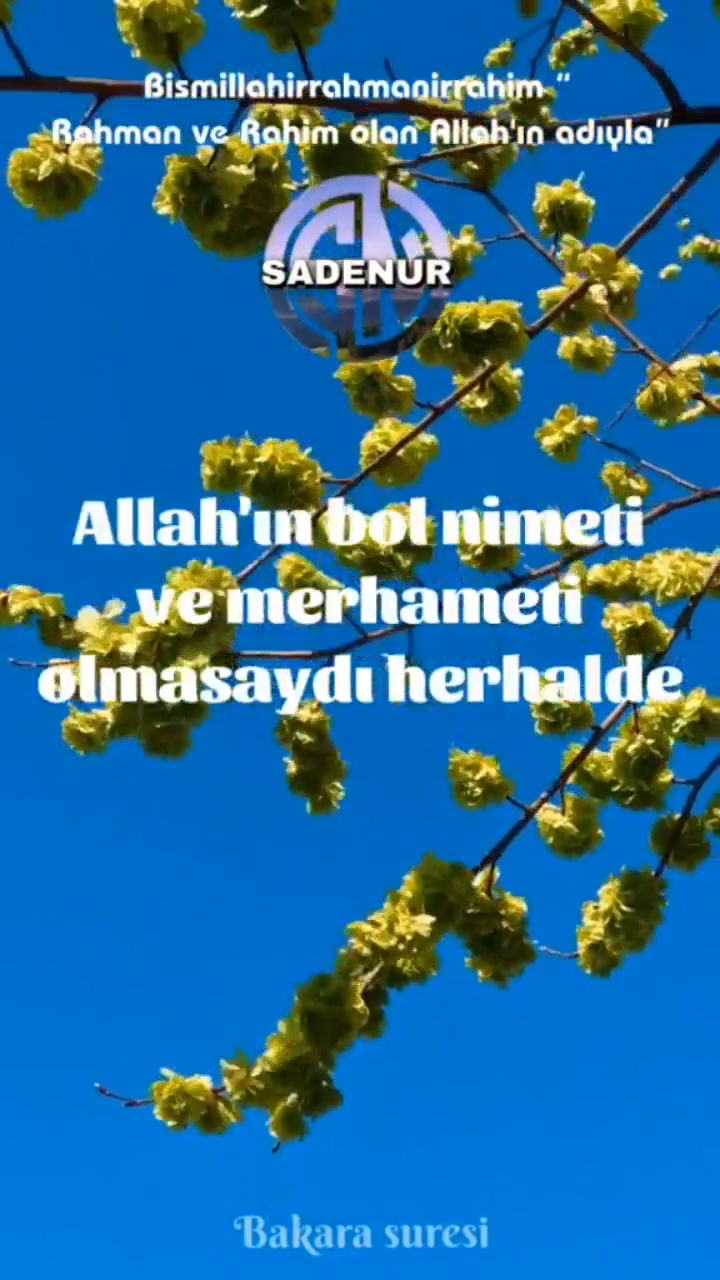 Bismillahirrahmanirrahim “
Rahman ve Rahim olan Allah'ın adıyla”
SADENUR
Allah'ın bol nimeti
ve merhameti
olmasaydı herhalde
Bakara suresi